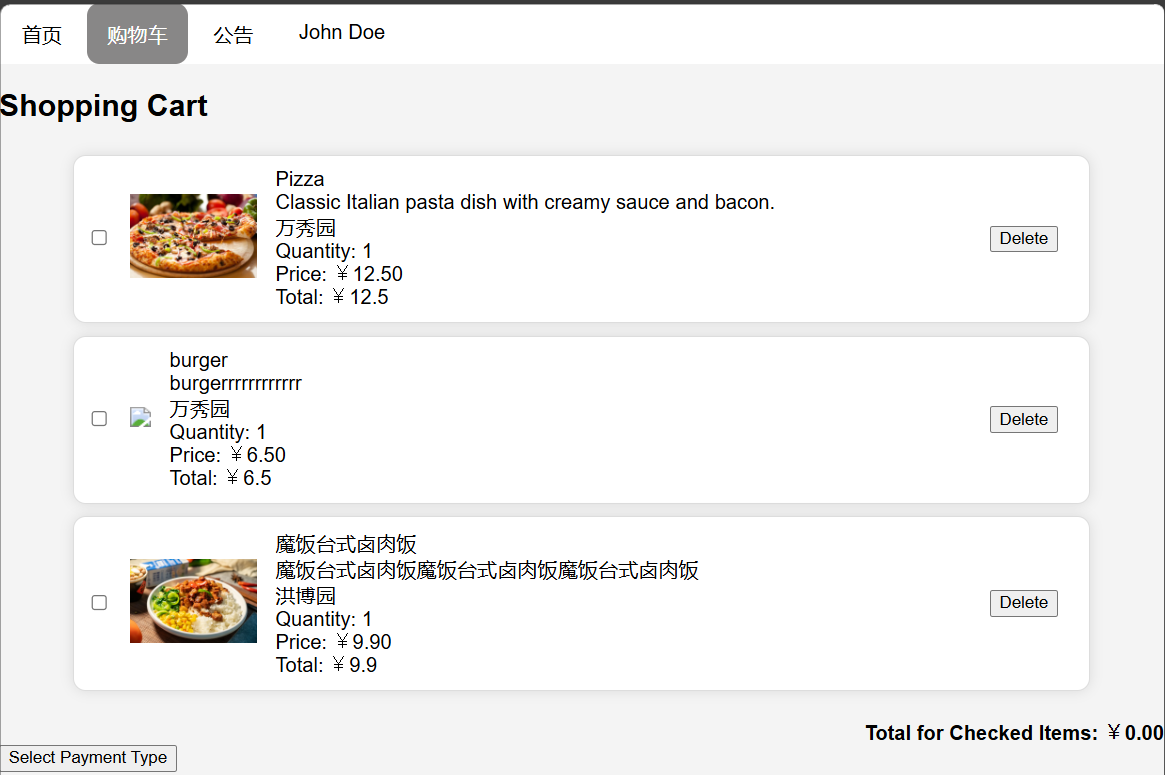 首页 购物车 公告 John Doe
Shopping Cart
Pizza
Classic Italian pasta dish with creamy sauce and bacon.
万秀园
Quantity: 1
Price: ￥12.50
Total: ￥12.5
Delete
burger
burgerrrrrrrrrrrr
万秀园
Quantity: 1
Price: ￥6.50
Total: ￥6.5
Delete
魔饭台式卤肉饭
魔饭台式卤肉饭魔饭台式卤肉饭魔饭台式卤肉饭
洪博园
Quantity: 1
Price: ￥9.90
Total: ￥9.9
Delete
Total for Checked Items: ￥0.00
Select Payment Type